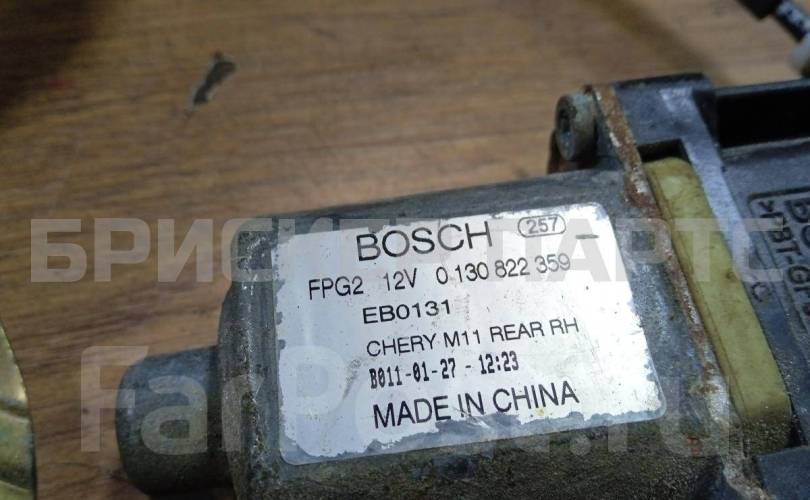 BOSCH 257
FPG2 12V 0 130 822 359
EB0131
CHERY M11 REAR RH
B011-01-27 - 12:23
MADE IN CHINA